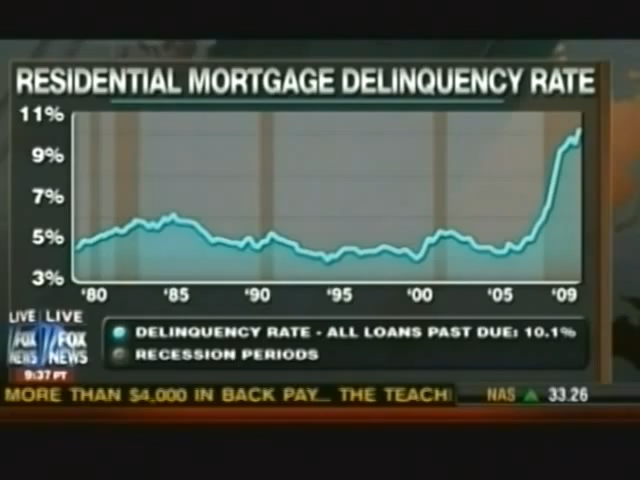 RESIDENTIAL MORTGAGE DELINQUENCY RATE
11%
9%
7%
5%
3%
'80 '85 '90 '95 '00 '05 '09
LIVE LIVE
FOX NEWS FOX NEWS
9:37 PT
DELINQUENCY RATE - ALL LOANS PAST DUE: 10.1%
RECESSION PERIODS
MORE THAN $4,000 IN BACK PAY... THE TEACH
NAS 33.26